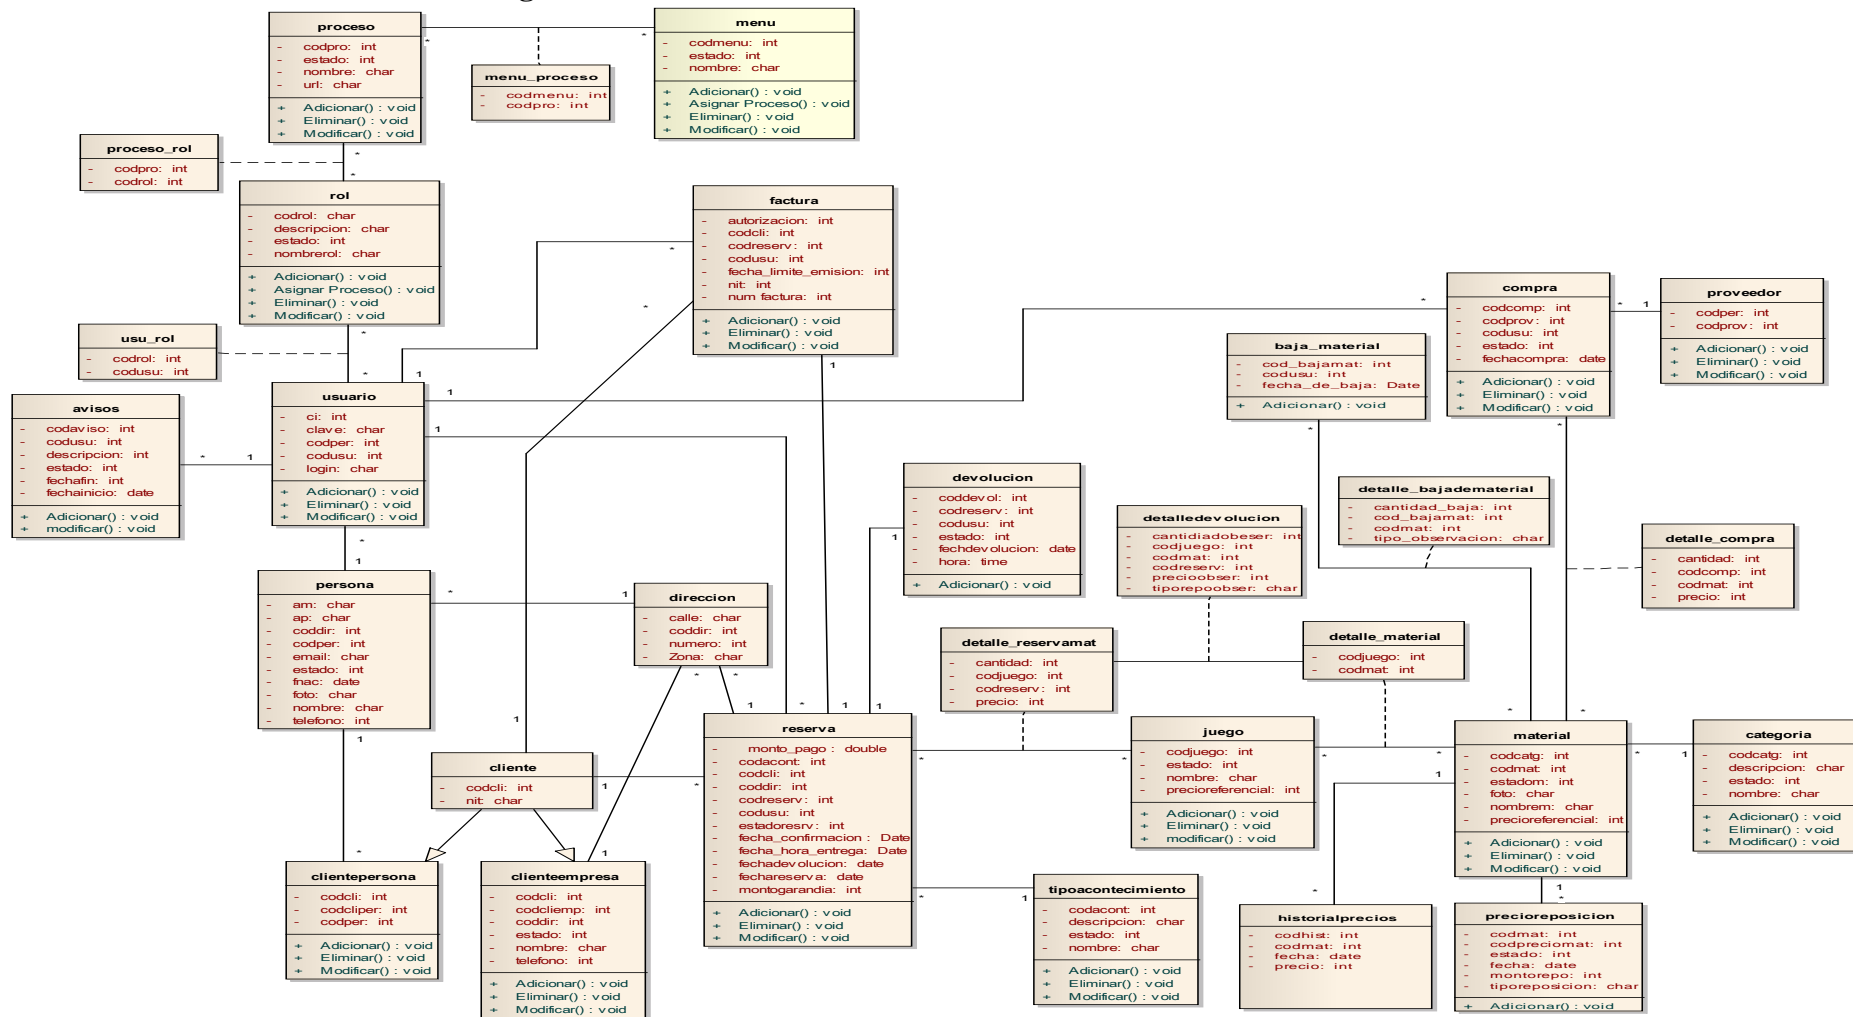 proceso
- codpro: int
- estado: int
- nombre: char
- url: char
+ Adicionar() : void
+ Eliminar() : void
+ Modificar() : void
*
*
menu
- codmenu: int
- estado: int
- nombre: char
+ Adicionar() : void
+ Asignar Proceso() : void
+ Eliminar() : void
+ Modificar() : void
menu_proceso
- codmenu: int
- codpro: int
proceso_rol
- codpro: int
- codrol: int
*
*
rol
- codrol: char
- descripcion: char
- estado: int
- nombrerol: char
+ Adicionar() : void
+ Asignar Proceso() : void
+ Eliminar() : void
+ Modificar() : void
factura
- autorizacion: int
- codcli: int
- codreserv: int
- codusu: int
- fecha_limite_emision: int
- nit: int
- num factura: int
+ Adicionar() : void
+ Eliminar() : void
+ Modificar() : void
*
*
1
compra
- codcomp: int
- codprov: int
- codusu: int
- estado: int
- fechacompra: date
+ Adicionar() : void
+ Eliminar() : void
+ Modificar() : void
*
* 1
*
proveedor
- codper: int
- codprov: int
+ Adicionar() : void
+ Eliminar() : void
+ Modificar() : void
usu_rol
- codrol: int
- codusu: int
*
*
baja_material
- cod_bajamat: int
- codusu: int
- fecha_de_baja: Date
+ Adicionar() : void
*
avisos
- codaviso: int
- codusu: int
- descripcion: int
- estado: int
- fechafin: int
- fechainicio: date
+ Adicionar() : void
+ modificar() : void
* 1
usuario
- ci: int
- clave: char
- codper: int
- codusu: int
- login: char
+ Adicionar() : void
+ Eliminar() : void
+ Modificar() : void
1
1
1
*
1
devolucion
- coddevol: int
- codreserv: int
- codusu: int
- estado: int
- fechdevolucion: date
- hora: time
+ Adicionar() : void
1
detalledevolucion
- cantidiadobeser: int
- codjuego: int
- codmat: int
- codreserv: int
- precioobser: int
- tiporepoobser: char
detalle_bajadematerial
- cantidad_baja: int
- cod_bajamat: int
- codmat: int
- tipo_observacion: char
detalle_compra
- cantidad: int
- codcomp: int
- codmat: int
- precio: int
persona
- am: char
- ap: char
- coddir: int
- codper: int
- email: char
- estado: int
- fnac: date
- foto: char
- nombre: char
- telefono: int
* 1
1
direccion
- calle: char
- coddir: int
- numero: int
- Zona: char
* *
detalle_reservamat
- cantidad: int
- codjuego: int
- codreserv: int
- precio: int
detalle_material
- codjuego: int
- codmat: int
reserva
- monto_pago : double
- codacont: int
- codcli: int
- coddir: int
- codreserv: int
- codusu: int
- estadoresrv: int
- fecha_confirmacion : Date
- fecha_hora_entrega: Date
- fechadevolucion: date
- fechareserva: date
- montogarandia: int
+ Adicionar() : void
+ Eliminar() : void
+ Modificar() : void
1 * 1 1
* *
* 1
juego
- codjuego: int
- estado: int
- nombre: char
- precioreferencial: int
+ Adicionar() : void
+ Eliminar() : void
+ modificar() : void
* *
material
- codcatg: int
- codmat: int
- estadom: int
- foto: char
- nombrem: char
- precioreferencial: int
+ Adicionar() : void
+ Eliminar() : void
+ Modificar() : void
* *
* 1
1
1
*
categoria
- codcatg: int
- descripcion: char
- estado: int
- nombre: char
+ Adicionar() : void
+ Eliminar() : void
+ Modificar() : void
cliente
- codcli: int
- nit: char
1
1 *
clientepersona
- codcli: int
- codcliper: int
- codper: int
+ Adicionar() : void
+ Eliminar() : void
+ Modificar() : void
*
clienteempresa
- codcli: int
- codcliemp: int
- coddir: int
- estado: int
- nombre: char
- telefono: int
+ Adicionar() : void
+ Eliminar() : void
+ Modificar() : void
1
tipoacontecimiento
- codacont: int
- descripcion: char
- estado: int
- nombre: char
+ Adicionar() : void
+ Eliminar() : void
+ Modificar() : void
historialprecios
- codhist: int
- codmat: int
- fecha: date
- precio: int
*
precioreposicion
- codmat: int
- codpreciomat: int
- estado: int
- fecha: date
- montorepo: int
- tiporeposicion: char
+ Adicionar() : void